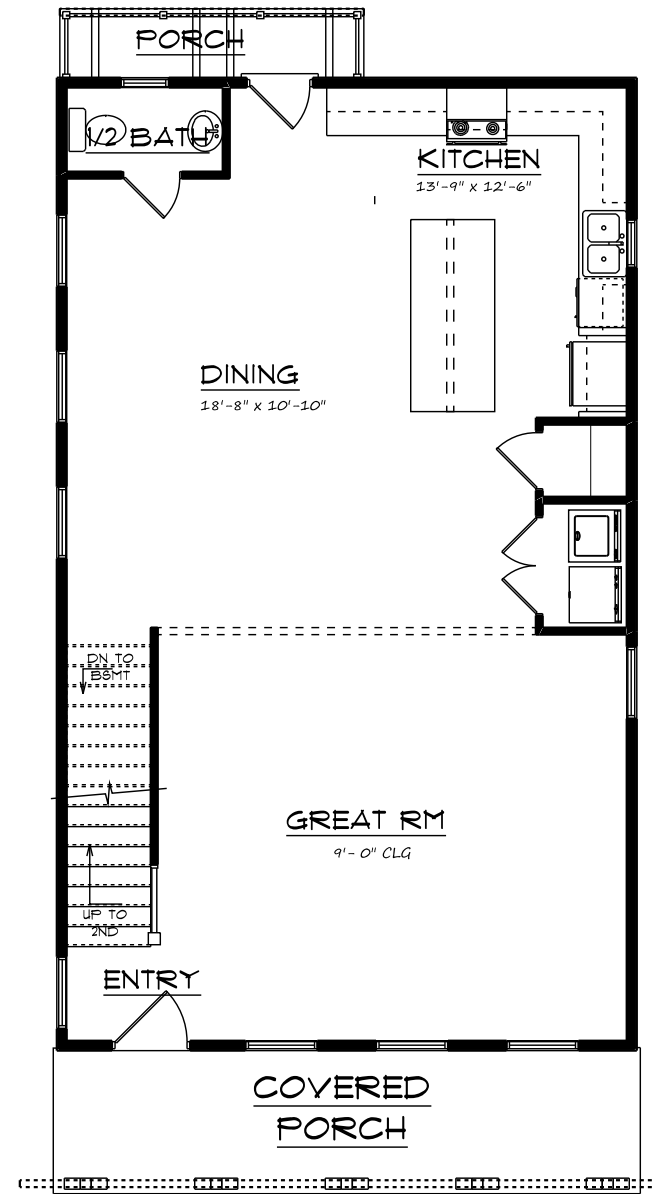 PORCH
1/2 BATH
KITCHEN
13'-9" x 12'-6"
DINING
18'-8" x 10'-10"
DN TO
BSMT
GREAT RM
9'- 0" CLG
UP TO
2ND
ENTRY
COVERED
PORCH